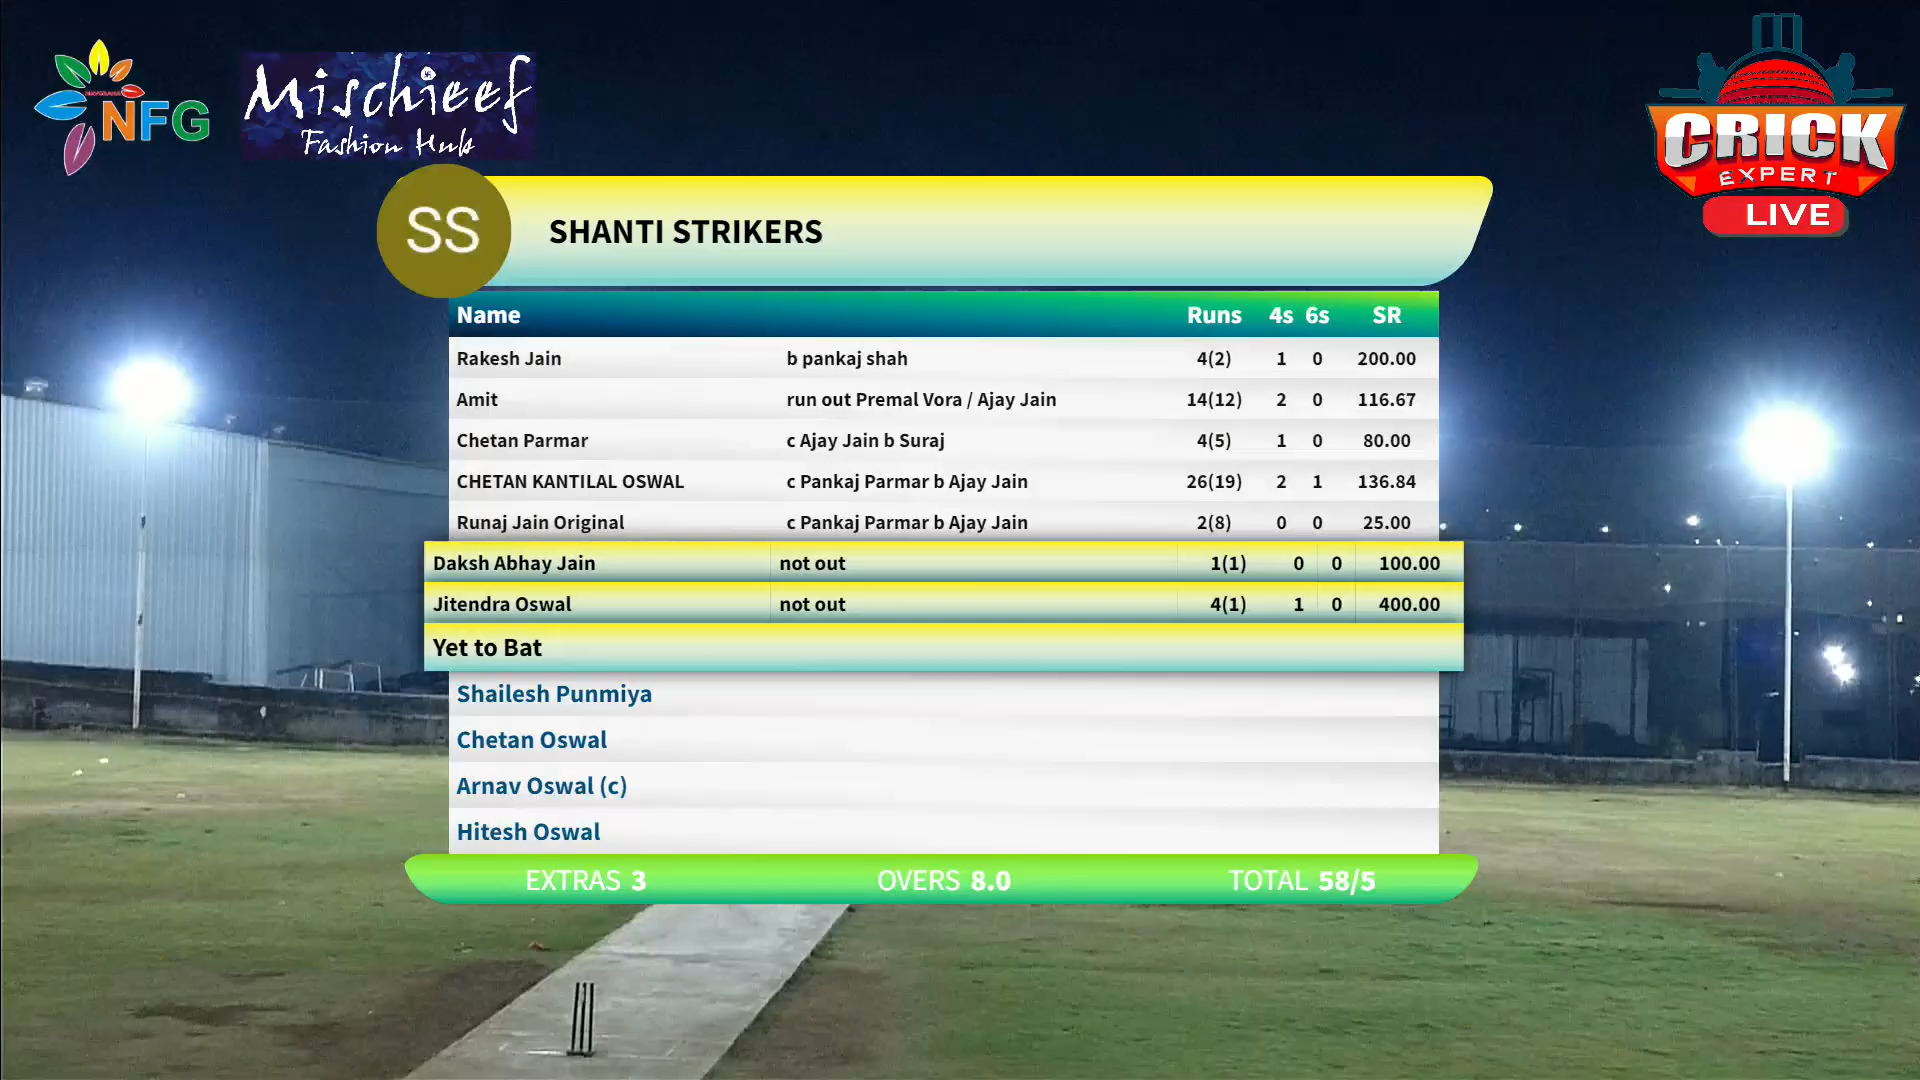 NFG
Mischieef
Fashion Hub
CRICK
EXPERT
LIVE
SS
SHANTI STRIKERS
Name Runs 4s 6s SR
Rakesh Jain b pankaj shah 4(2) 1 0 200.00
Amit run out Premal Vora / Ajay Jain 14(12) 2 0 116.67
Chetan Parmar c Ajay Jain b Suraj 4(5) 1 0 80.00
CHETAN KANTILAL OSWAL c Pankaj Parmar b Ajay Jain 26(19) 2 1 136.84
Runaj Jain Original c Pankaj Parmar b Ajay Jain 2(8) 0 0 25.00
Daksh Abhay Jain not out 1(1) 0 0 100.00
Jitendra Oswal not out 4(1) 1 0 400.00
Yet to Bat
Shailesh Punmiya
Chetan Oswal
Arnav Oswal (c)
Hitesh Oswal
EXTRAS 3 OVERS 8.0 TOTAL 58/5